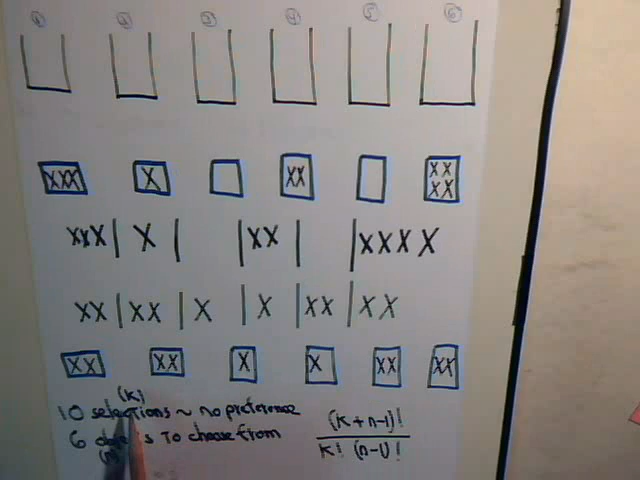 1 2 3 4 5 6
XXX X XX XX XX
XXX | X | | XX | | XXXX
XX | XX | X | X | XX | XX
XX XX X X XX XX
(K)
10 selections ~ no preference
6 to choose from
(K+n-1)!
K! (n-1)!